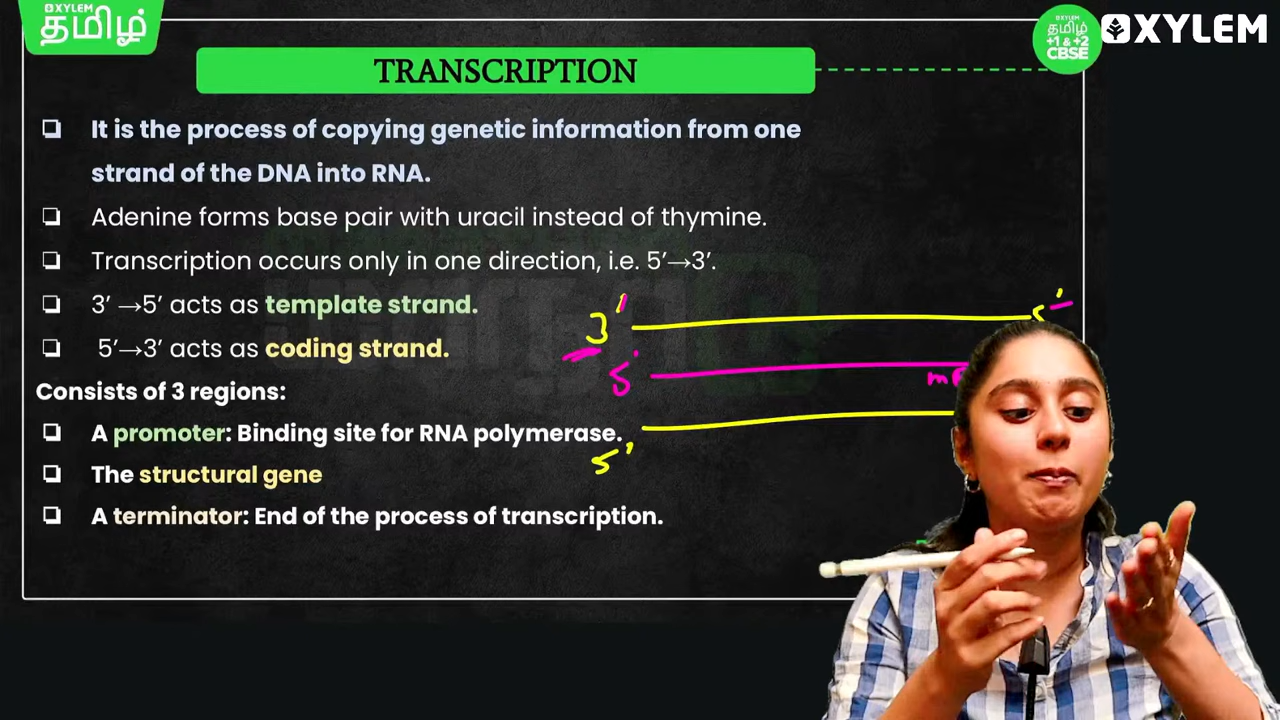 XYLEM
தமிழ்
XYLEM
தமிழ்
+1 & +2
CBSE
XYLEM
TRANSCRIPTION
❑ It is the process of copying genetic information from one
strand of the DNA into RNA.
❑ Adenine forms base pair with uracil instead of thymine.
❑ Transcription occurs only in one direction, i.e. 5’→3’.
❑ 3’ →5’ acts as template strand.
❑ 5’→3’ acts as coding strand.
Consists of 3 regions:
❑ A promoter: Binding site for RNA polymerase.
❑ The structural gene
❑ A terminator: End of the process of transcription.
3'
5'
5'